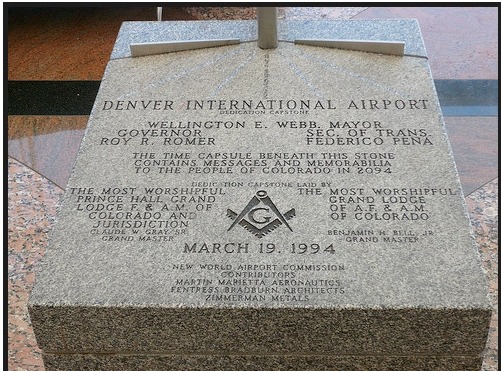 DENVER INTERNATIONAL AIRPORT
DEDICATION CAPSTONE
WELLINGTON E. WEBB, MAYOR
GOVERNOR
ROY R. ROMER
SEC. OF TRANS.
FEDERICO PEÑA
THE TIME CAPSULE BENEATH THIS STONE
CONTAINS MESSAGES AND MEMORABILIA
TO THE PEOPLE OF COLORADO IN 2094
DEDICATION CAPSTONE LAID BY
THE MOST WORSHIPFUL
PRINCE HALL GRAND
LODGE F. & A.M. OF
COLORADO AND
JURISDICTION
CLAUDE W. GRAY, SR.
GRAND MASTER
G
THE MOST WORSHIPFUL
GRAND LODGE
OF A.F. & A.M.
OF COLORADO
BENJAMIN H. BELL, JR.
GRAND MASTER
MARCH 19, 1994
NEW WORLD AIRPORT COMMISSION
CONTRIBUTORS
MARTIN MARIETTA AERONAUTICS
FENTRESS BRADBURN ARCHITECTS
ZIMMERMAN METALS